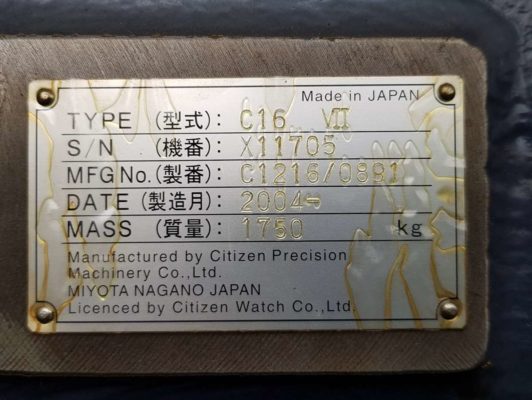 Made in JAPAN
TYPE (型式): C16 VII
S/N (機番): X11705
MFG No.(製番): C1216/0891
DATE (製造月): 2004
MASS (質量): 1750 kg
Manufactured by Citizen Precision
Machinery Co.,Ltd.
MIYOTA NAGANO JAPAN
Licenced by Citizen Watch Co.,Ltd.